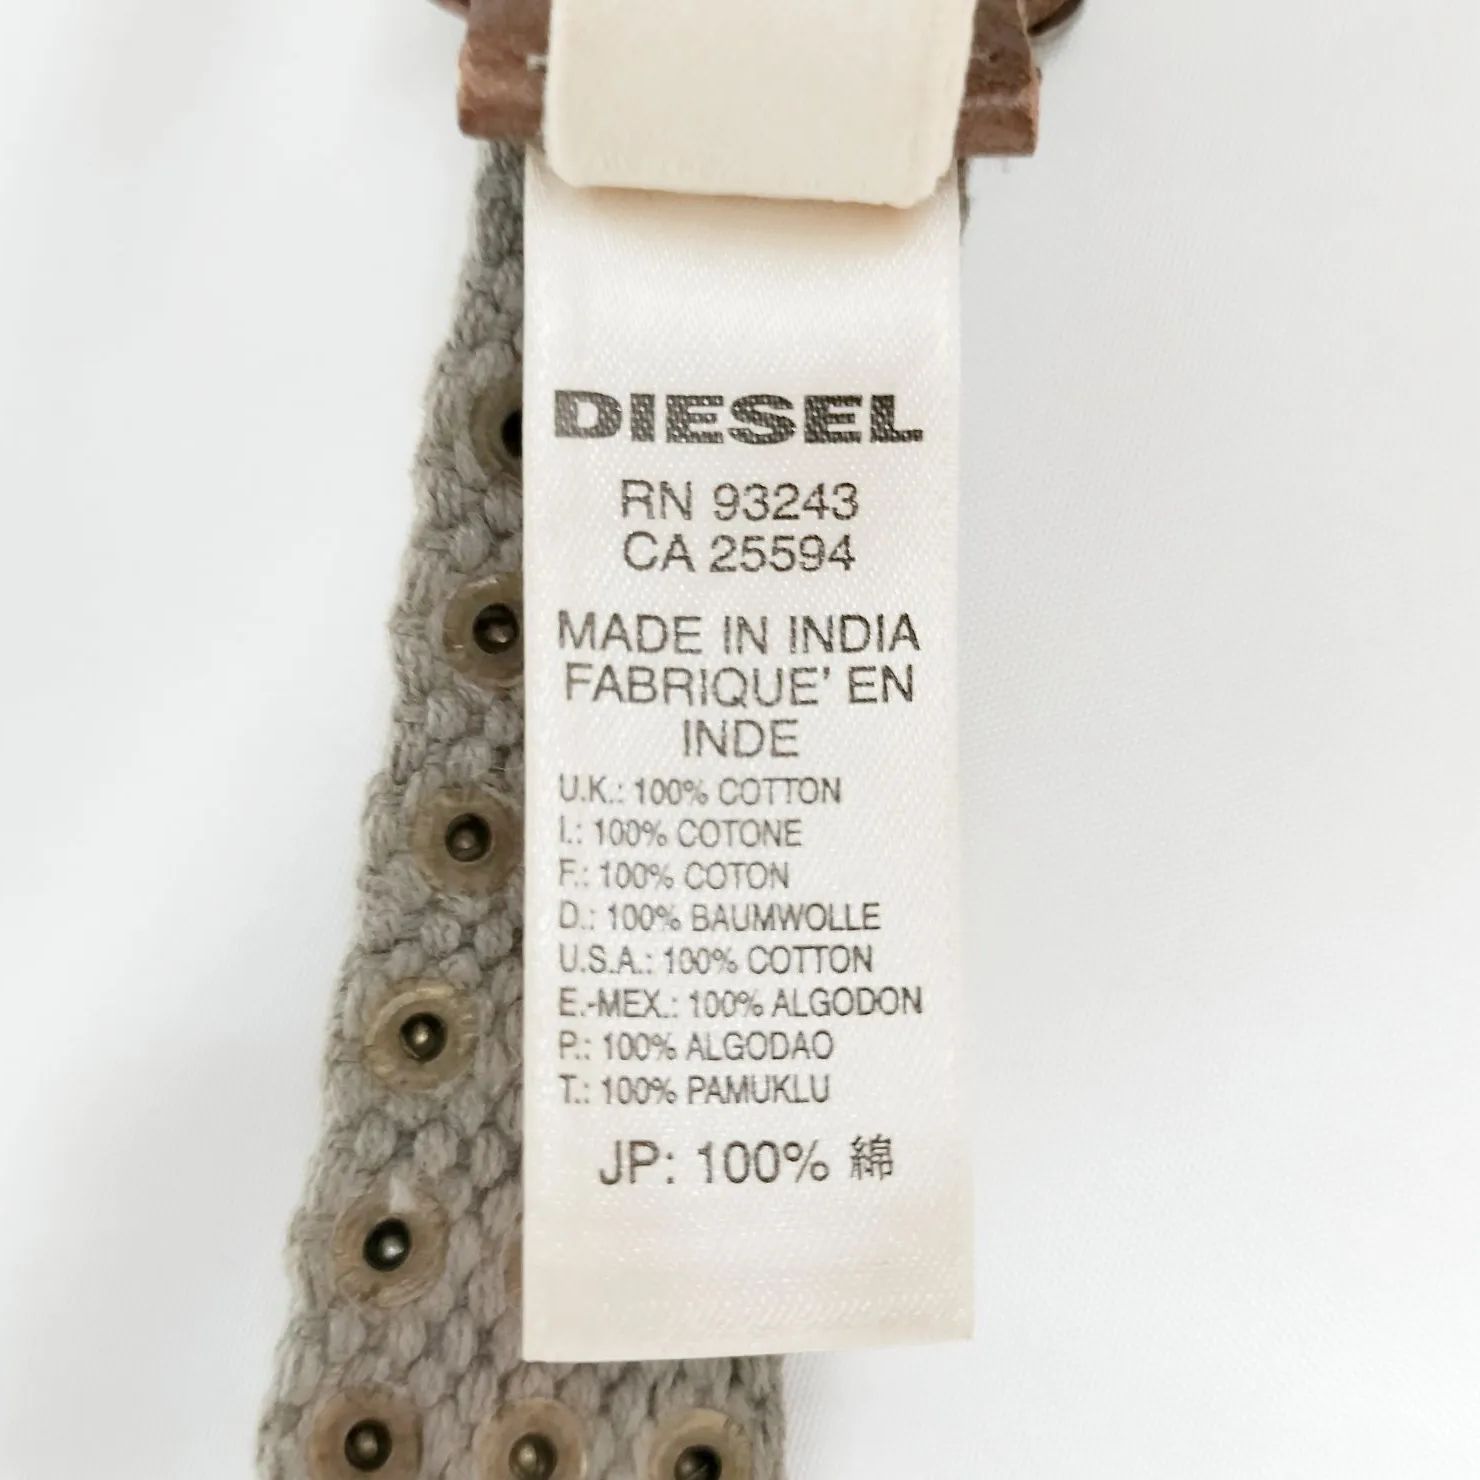 DIESEL
RN 93243
CA 25594
MADE IN INDIA
FABRIQUE' EN
INDE
U.K.: 100% COTTON
I.: 100% COTONE
F.: 100% COTON
D.: 100% BAUMWOLLE
U.S.A.: 100% COTTON
E.-MEX.: 100% ALGODON
P.: 100% ALGODAO
T.: 100% PAMUKLU
JP: 100% 綿